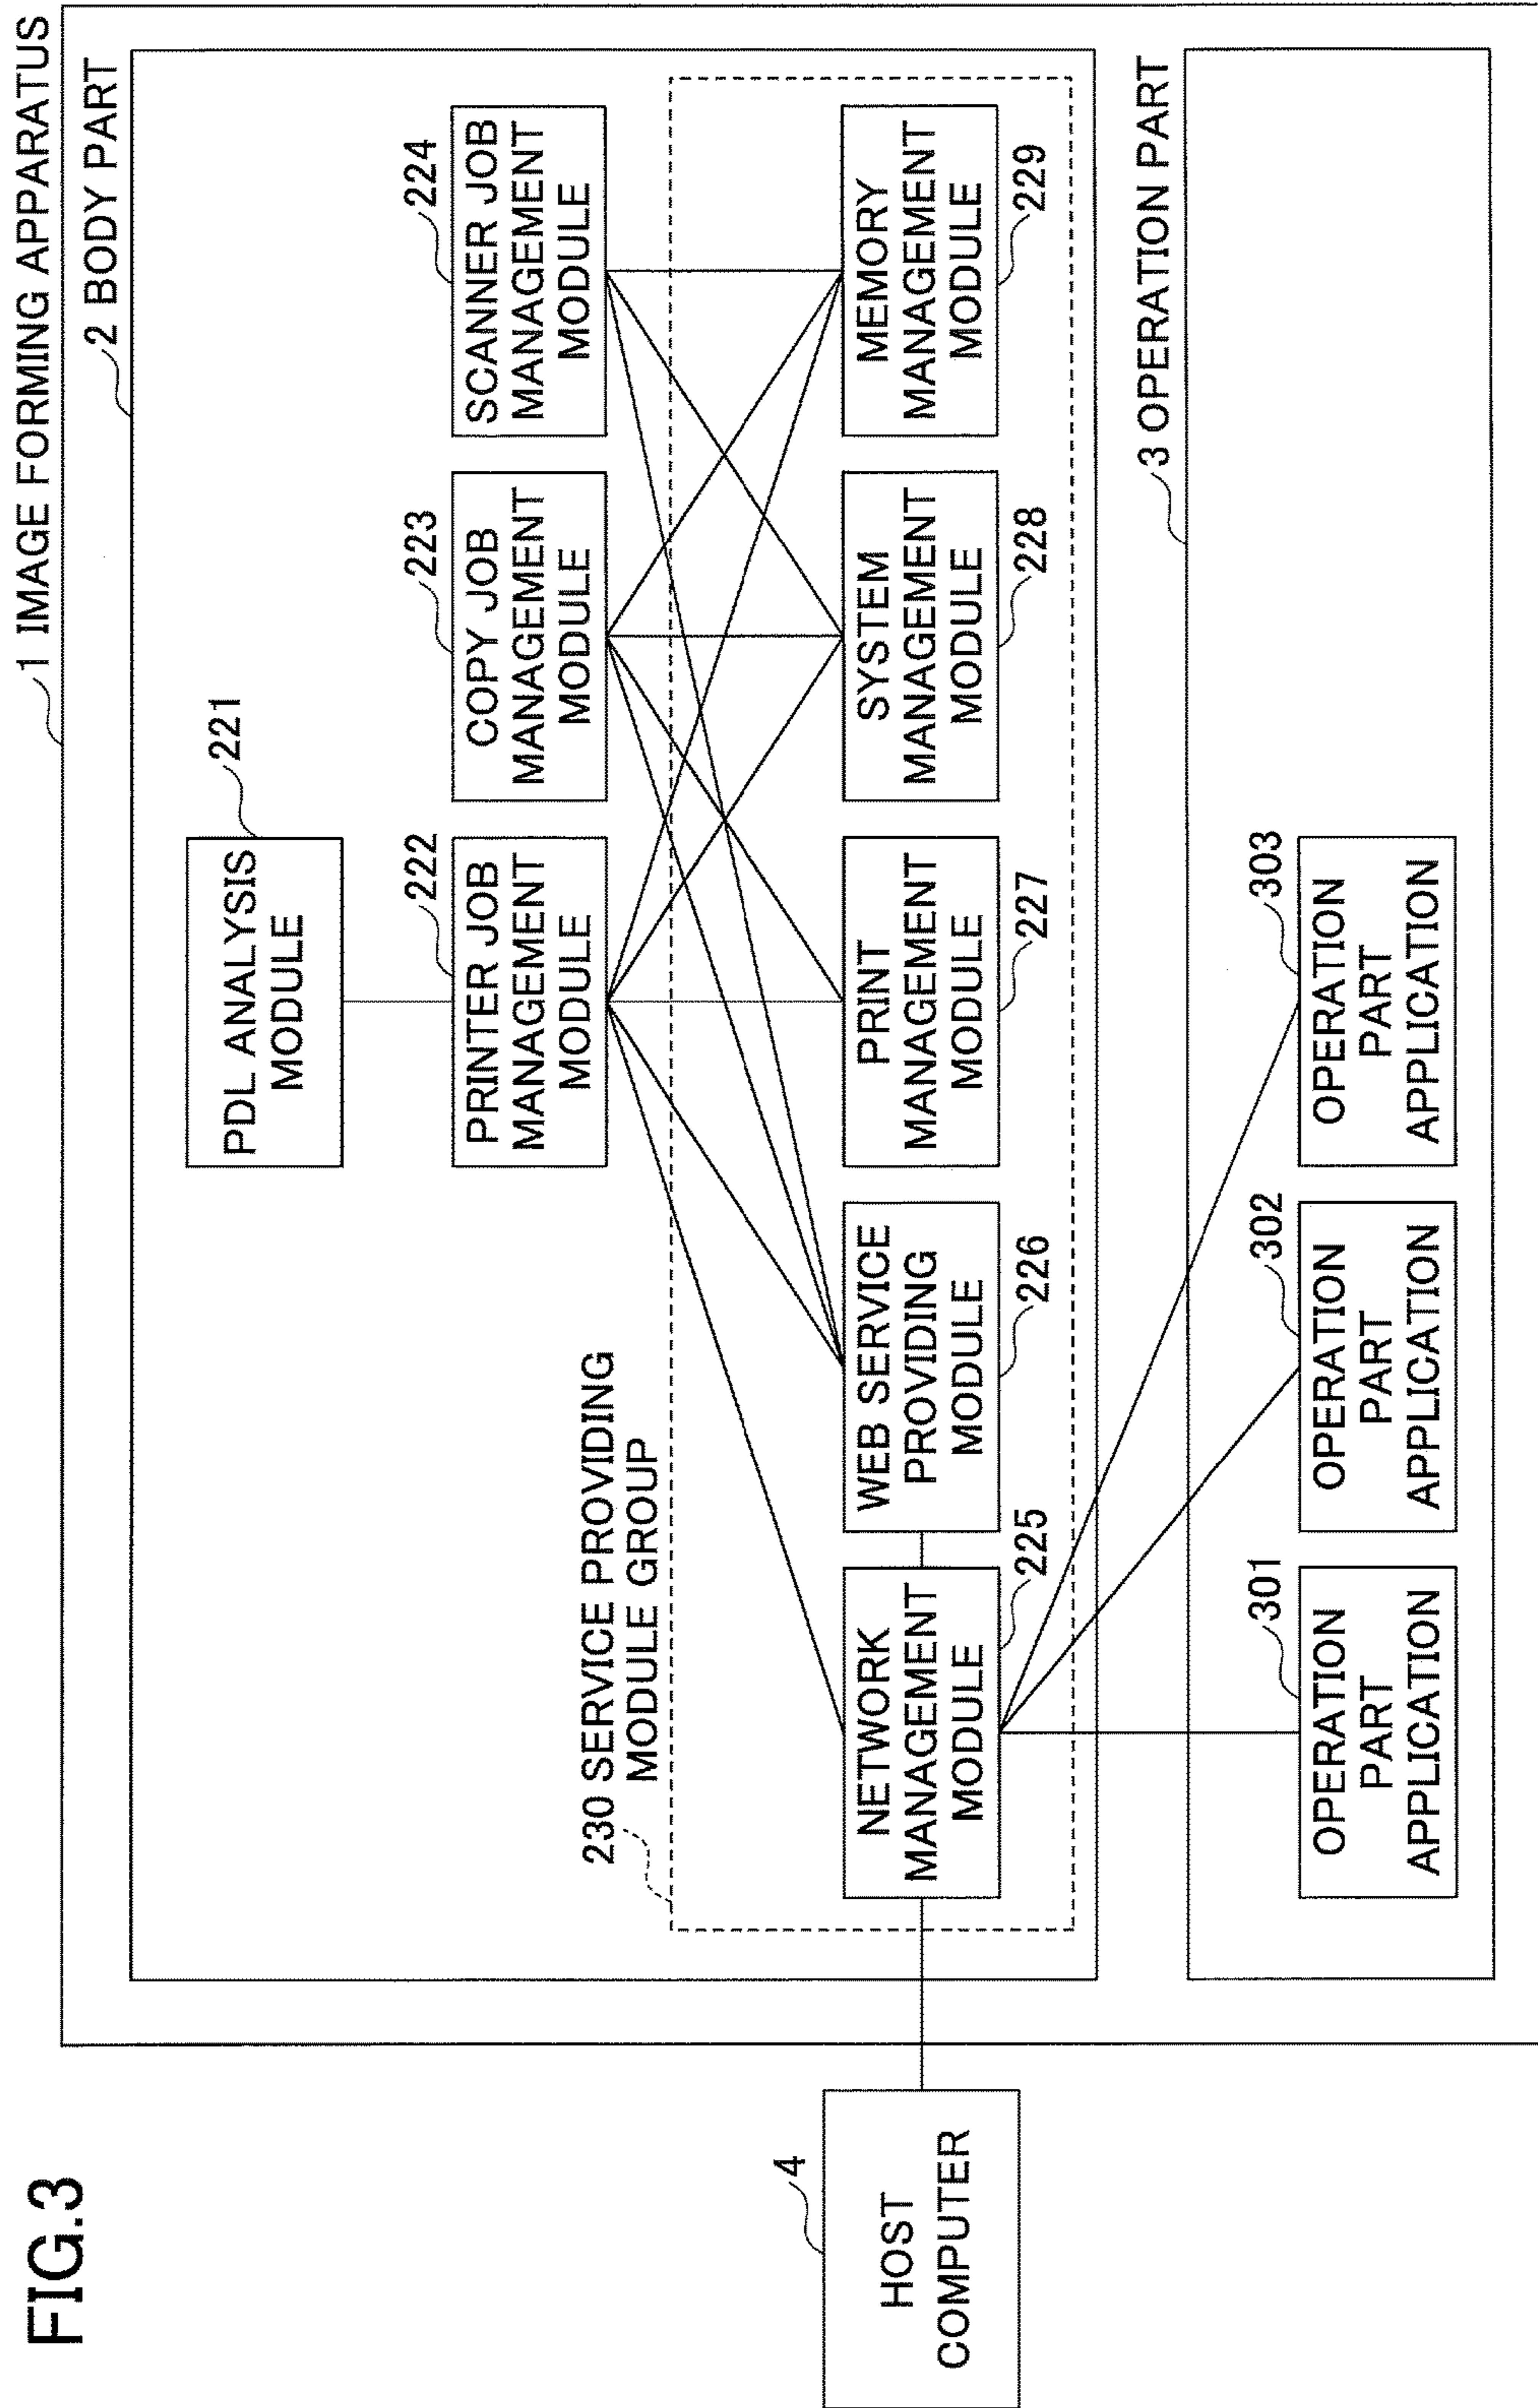 FIG.3
1 IMAGE FORMING APPARATUS
2 BODY PART
221
PDL ANALYSIS
MODULE
222
PRINTER JOB
MANAGEMENT
MODULE
223
COPY JOB
MANAGEMENT
MODULE
224
SCANNER JOB
MANAGEMENT
MODULE
230 SERVICE PROVIDING
MODULE GROUP
4
HOST
COMPUTER
NETWORK
MANAGEMENT
MODULE
225
WEB SERVICE
PROVIDING
MODULE
226
PRINT
MANAGEMENT
MODULE
227
SYSTEM
MANAGEMENT
MODULE
228
MEMORY
MANAGEMENT
MODULE
229
3 OPERATION PART
301
OPERATION
PART
APPLICATION
302
OPERATION
PART
APPLICATION
303
OPERATION
PART
APPLICATION